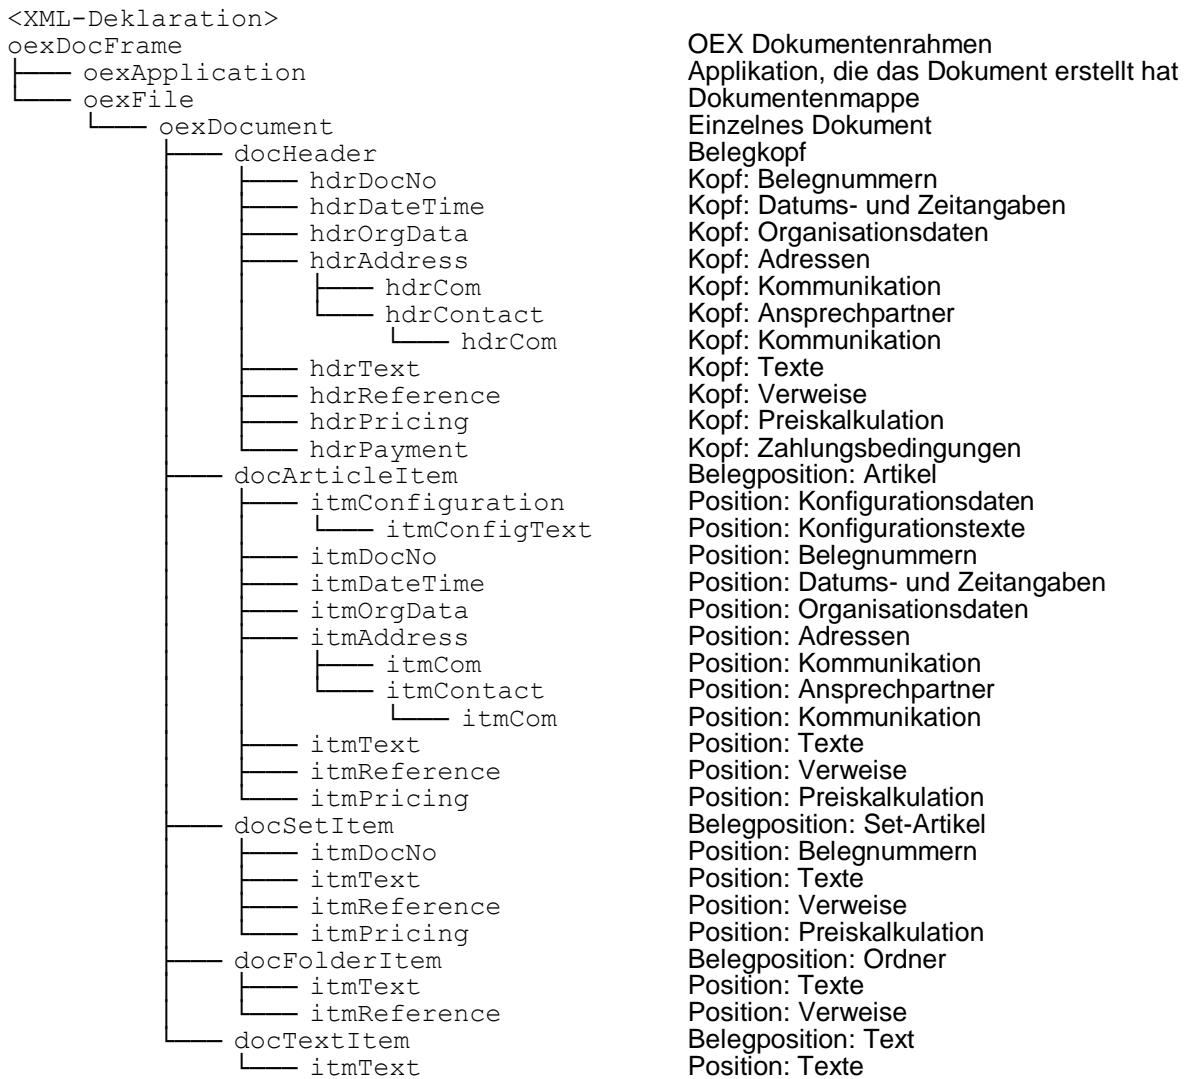 <XML-Deklaration>
oexDocFrame OEX Dokumentenrahmen
oexApplication Applikation, die das Dokument erstellt hat
oexFile Dokumentenmappe
oexDocument Einzelnes Dokument
docHeader Belegkopf
hdrDocNo Kopf: Belegnummern
hdrDateTime Kopf: Datums- und Zeitangaben
hdrOrgData Kopf: Organisationsdaten
hdrAddress Kopf: Adressen
hdrCom Kopf: Kommunikation
hdrContact Kopf: Ansprechpartner
hdrCom Kopf: Kommunikation
hdrText Kopf: Texte
hdrReference Kopf: Verweise
hdrPricing Kopf: Preiskalkulation
hdrPayment Kopf: Zahlungsbedingungen
docArticleItem Belegposition: Artikel
itmConfiguration Position: Konfigurationsdaten
itmConfigText Position: Konfigurationstexte
itmDocNo Position: Belegnummern
itmDateTime Position: Datums- und Zeitangaben
itmOrgData Position: Organisationsdaten
itmAddress Position: Adressen
itmCom Position: Kommunikation
itmContact Position: Ansprechpartner
itmCom Position: Kommunikation
itmText Position: Texte
itmReference Position: Verweise
itmPricing Position: Preiskalkulation
docSetItem Belegposition: Set-Artikel
itmDocNo Position: Belegnummern
itmText Position: Texte
itmReference Position: Verweise
itmPricing Position: Preiskalkulation
docFolderItem Belegposition: Ordner
itmText Position: Texte
itmReference Position: Verweise
docTextItem Belegposition: Text
itmText Position: Texte